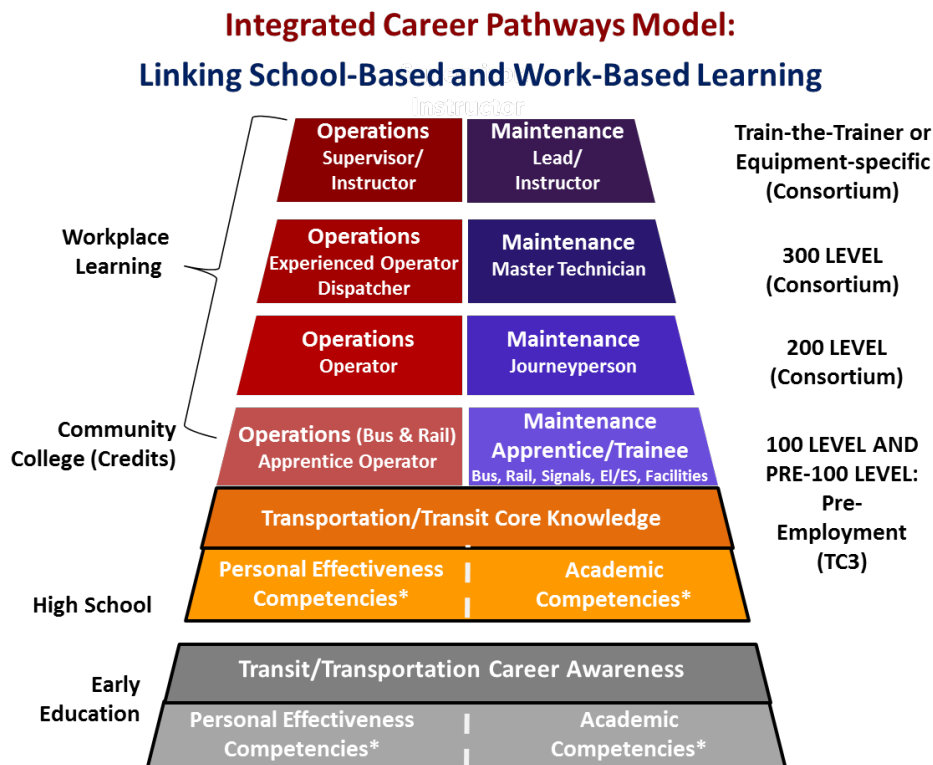 Integrated Career Pathways Model:
Linking School-Based and Work-Based Learning
Instructor
Operations
Supervisor/
Instructor
Maintenance
Lead/
Instructor
Train-the-Trainer or
Equipment-specific
(Consortium)
Workplace
Learning
Operations
Experienced Operator
Dispatcher
Maintenance
Master Technician
300 LEVEL
(Consortium)
Operations
Operator
Maintenance
Journeyperson
200 LEVEL
(Consortium)
Community
College (Credits)
Operations (Bus & Rail)
Apprentice Operator
Maintenance
Apprentice/Trainee
Bus, Rail, Signals, El/ES, Facilities
100 LEVEL AND
PRE-100 LEVEL:
Pre-
Employment
(TC3)
Transportation/Transit Core Knowledge
High School
Personal Effectiveness
Competencies*
Academic
Competencies*
Early
Education
Transit/Transportation Career Awareness
Personal Effectiveness
Competencies*
Academic
Competencies*